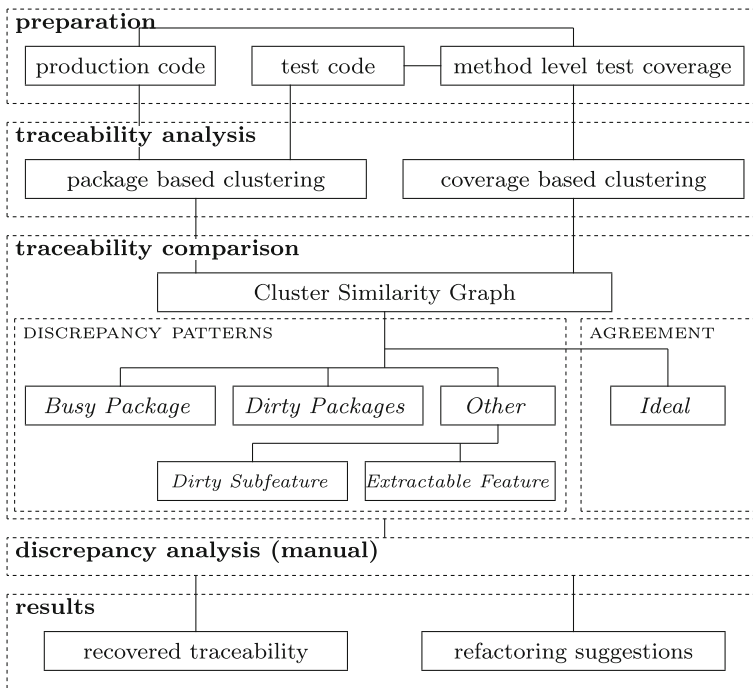 preparation
production code
test code
method level test coverage
traceability analysis
package based clustering
coverage based clustering
traceability comparison
Cluster Similarity Graph
DISCREPANCY PATTERNS
AGREEMENT
Busy Package
Dirty Packages
Other
Ideal
Dirty Subfeature
Extractable Feature
discrepancy analysis (manual)
results
recovered traceability
refactoring suggestions